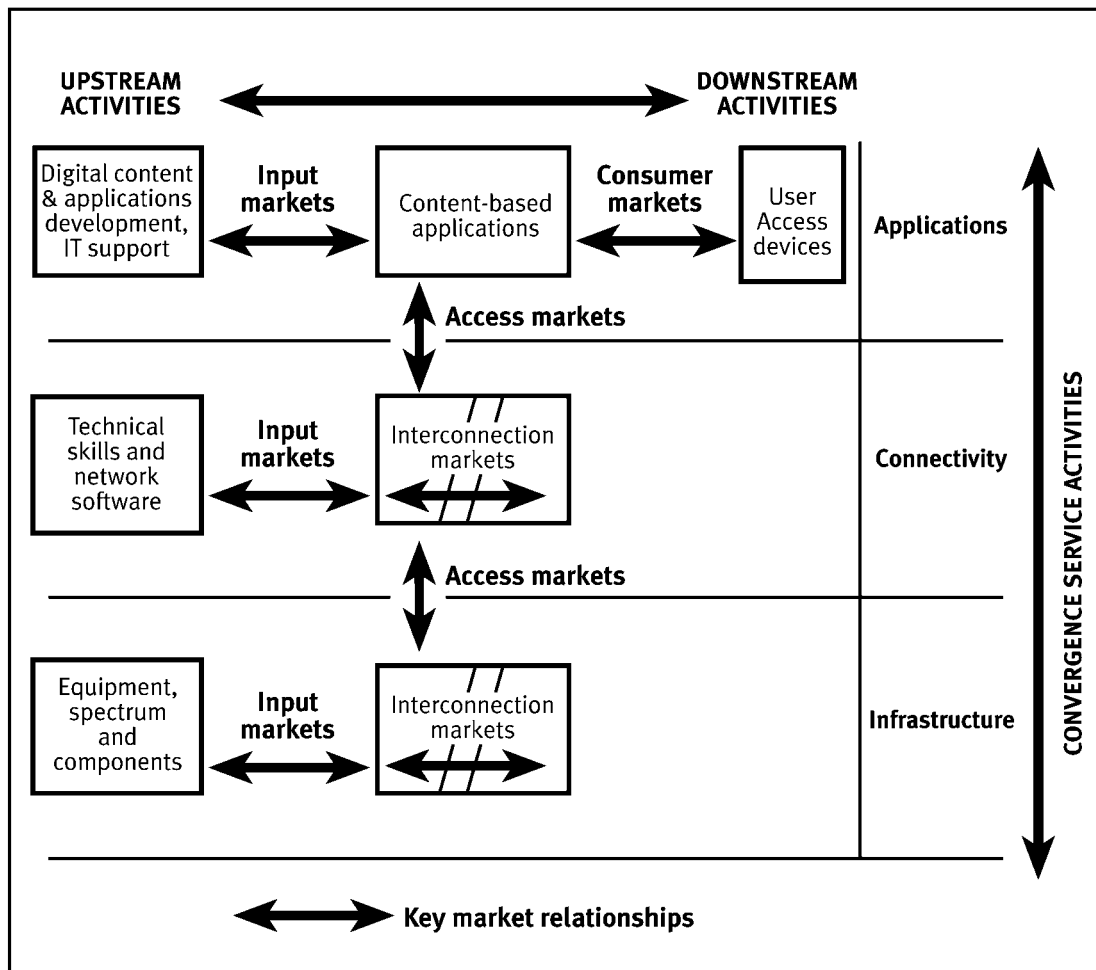 UPSTREAM
ACTIVITIES
DOWNSTREAM
ACTIVITIES
Digital content
& applications
development,
IT support
Input
markets
Content-based
applications
Consumer
markets
User
Access
devices
Applications
Access markets
Technical
skills and
network
software
Input
markets
Interconnection
markets
Connectivity
Access markets
Equipment,
spectrum
and
components
Input
markets
Interconnection
markets
Infrastructure
CONVERGENCE SERVICE ACTIVITIES
Key market relationships